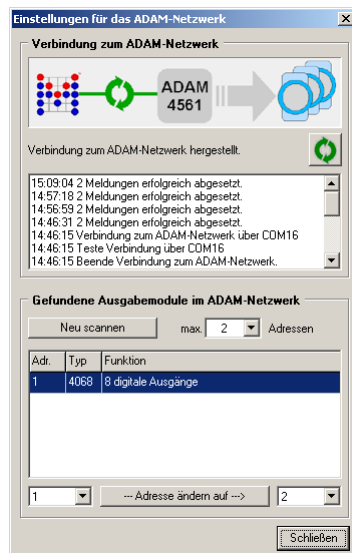 Einstellungen für das ADAM-Netzwerk
Verbindung zum ADAM-Netzwerk
ADAM
4561
Verbindung zum ADAM-Netzwerk hergestellt.
15:09:04 2 Meldungen erfolgreich abgesetzt.
14:57:18 2 Meldungen erfolgreich abgesetzt.
14:56:59 2 Meldungen erfolgreich abgesetzt.
14:46:31 2 Meldungen erfolgreich abgesetzt.
14:46:15 Verbindung zum ADAM-Netzwerk über COM16
14:46:15 Teste Verbindung über COM16
14:46:15 Beende Verbindung zum ADAM-Netzwerk.
Gefundene Ausgabemodule im ADAM-Netzwerk
Neu scannen max. 2 Adressen
Adr. Typ Funktion
1 4068 8 digitale Ausgänge
1 --- Adresse ändern auf ---> 2
Schließen